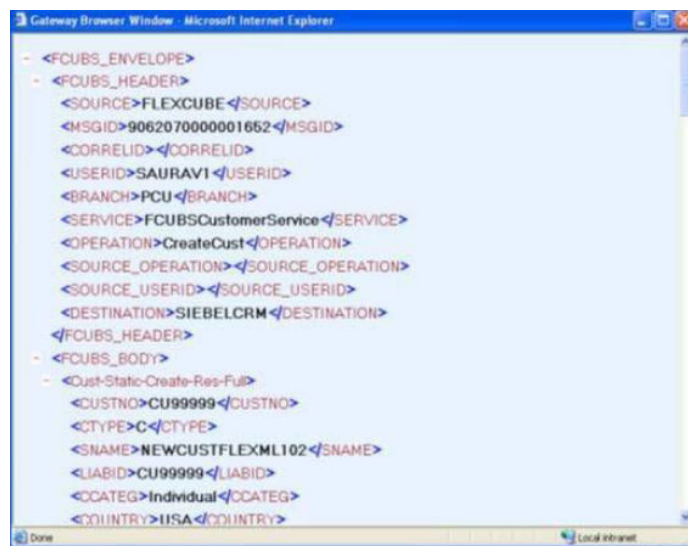 Gateway Browser Window - Microsoft Internet Explorer
- <FCUBS_ENVELOPE>
- <FCUBS_HEADER>
<SOURCE>FLEXCUBE</SOURCE>
<MSGID>9062070000001652</MSGID>
<CORRELID></CORRELID>
<USERID>SAURAV1</USERID>
<BRANCH>PCU</BRANCH>
<SERVICE>FCUBSCustomerService</SERVICE>
<OPERATION>CreateCust</OPERATION>
<SOURCE_OPERATION></SOURCE_OPERATION>
<SOURCE_USERID></SOURCE_USERID>
<DESTINATION>SIEBELCRM</DESTINATION>
</FCUBS_HEADER>
- <FCUBS_BODY>
- <Cust-Static-Create-Res-Full>
<CUSTNO>CU99999</CUSTNO>
<CTYPE>C</CTYPE>
<SNAME>NEWCUSTFLEXML102</SNAME>
<LIABID>CU99999</LIABID>
<CCATEG>Individual</CCATEG>
<COUNTRY>USA</COUNTRY>
Done Local intranet